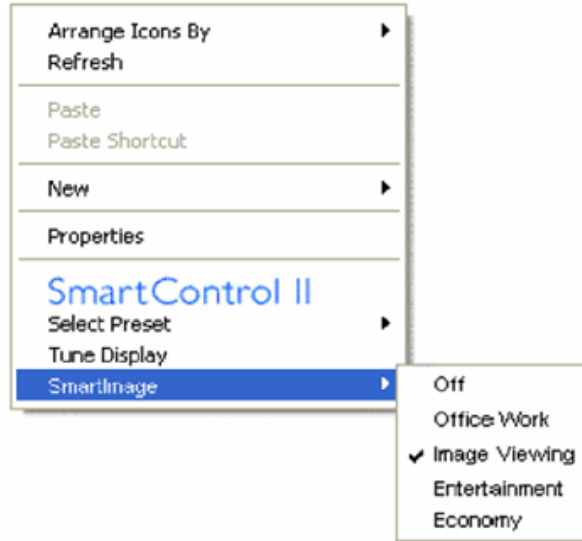 Arrange Icons By
Refresh
Paste
Paste Shortcut
New
Properties
SmartControl II
Select Preset
Tune Display
SmartImage
Off
Office Work
Image Viewing
Entertainment
Economy